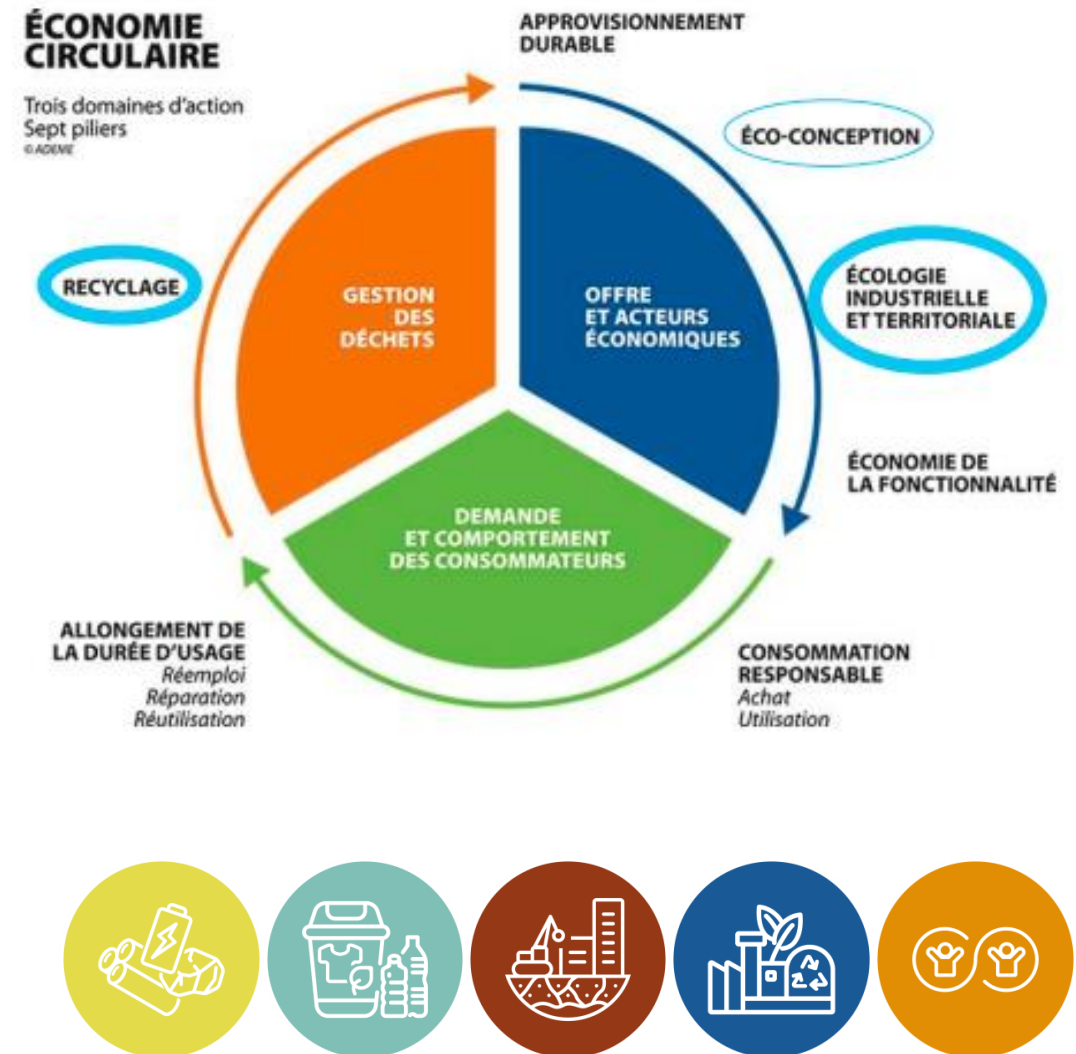 ÉCONOMIE
CIRCULAIRE
Trois domaines d'action
Sept piliers
© ADEME
APPROVISIONNEMENT
DURABLE
ÉCO-CONCEPTION
ÉCOLOGIE
INDUSTRIELLE
ET TERRITORIALE
ÉCONOMIE DE
LA FONCTIONNALITÉ
RECYCLAGE
GESTION
DES
DÉCHETS
OFFRE
ET ACTEURS
ÉCONOMIQUES
DEMANDE
ET COMPORTEMENT
DES CONSOMMATEURS
ALLONGEMENT DE
LA DURÉE D'USAGE
Réemploi
Réparation
Réutilisation
CONSOMMATION
RESPONSABLE
Achat
Utilisation